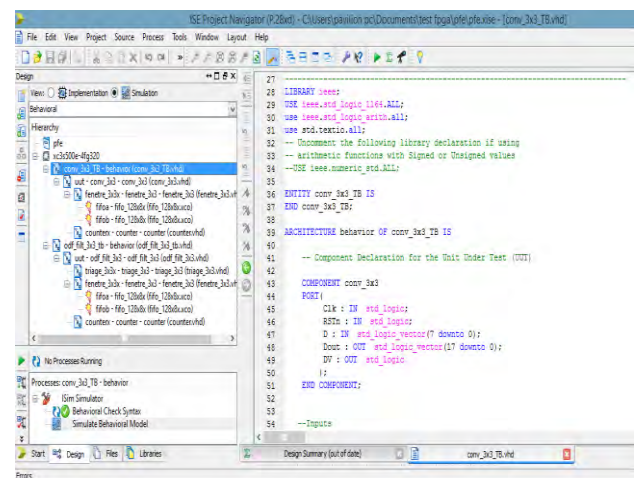 ISE Project Navigator (P.28xd) - C:\Users\pavilion pc\Documents\test fpga\pfe\pfe.xise - [conv_3x3_TB.vhd]
File Edit View Project Source Process Tools Window Layout Help
Design
View: Implementation Simulation
Behavioral
Hierarchy
pfe
xc3s500e-4fg320
conv_3x3_TB - behavior (conv_3x3_TB.vhd)
uut - conv_3x3 - conv_3x3 (conv_3x3.vhd)
fenetre_3x3x - fenetre_3x3 - fenetre_3x3 (fenetre_3x3.vh
fifoa - fifo_128x8x (fifo_128x8x.xco)
fifob - fifo_128x8x (fifo_128x8x.xco)
counterx - counter - counter (counter.vhd)
odf_filt_3x3_tb - behavior (odf_filt_3x3_tb.vhd)
uut - odf_filt_3x3 - odf_filt_3x3 (odf_filt_3x3.vhd)
triage_3x3x - triage_3x3 - triage_3x3 (triage_3x3.vhd)
fenetre_3x3x - fenetre_3x3 - fenetre_3x3 (fenetre_3x3.vh
fifoa - fifo_128x8x (fifo_128x8x.xco)
fifob - fifo_128x8x (fifo_128x8x.xco)
counterx - counter - counter (counter.vhd)
No Processes Running
Processes: conv_3x3_TB - behavior
ISim Simulator
Behavioral Check Syntax
Simulate Behavioral Model
Start Design Files Libraries
Errors
27 --------------------------------------------------------------------------------
28 LIBRARY ieee;
29 USE ieee.std_logic_1164.ALL;
30 use ieee.std_logic_arith.all;
31 use std.textio.all;
32 -- Uncomment the following library declaration if using
33 -- arithmetic functions with Signed or Unsigned values
34 --USE ieee.numeric_std.ALL;
35
36 ENTITY conv_3x3_TB IS
37 END conv_3x3_TB;
38
39 ARCHITECTURE behavior OF conv_3x3_TB IS
40
41 -- Component Declaration for the Unit Under Test (UUT)
42
43 COMPONENT conv_3x3
44 PORT(
45 Clk : IN std_logic;
46 RSTn : IN std_logic;
47 D : IN std_logic_vector(7 downto 0);
48 Dout : OUT std_logic_vector(17 downto 0);
49 DV : OUT std_logic
50 );
51 END COMPONENT;
52
53
54 --Inputs
Design Summary (out of date) conv_3x3_TB.vhd